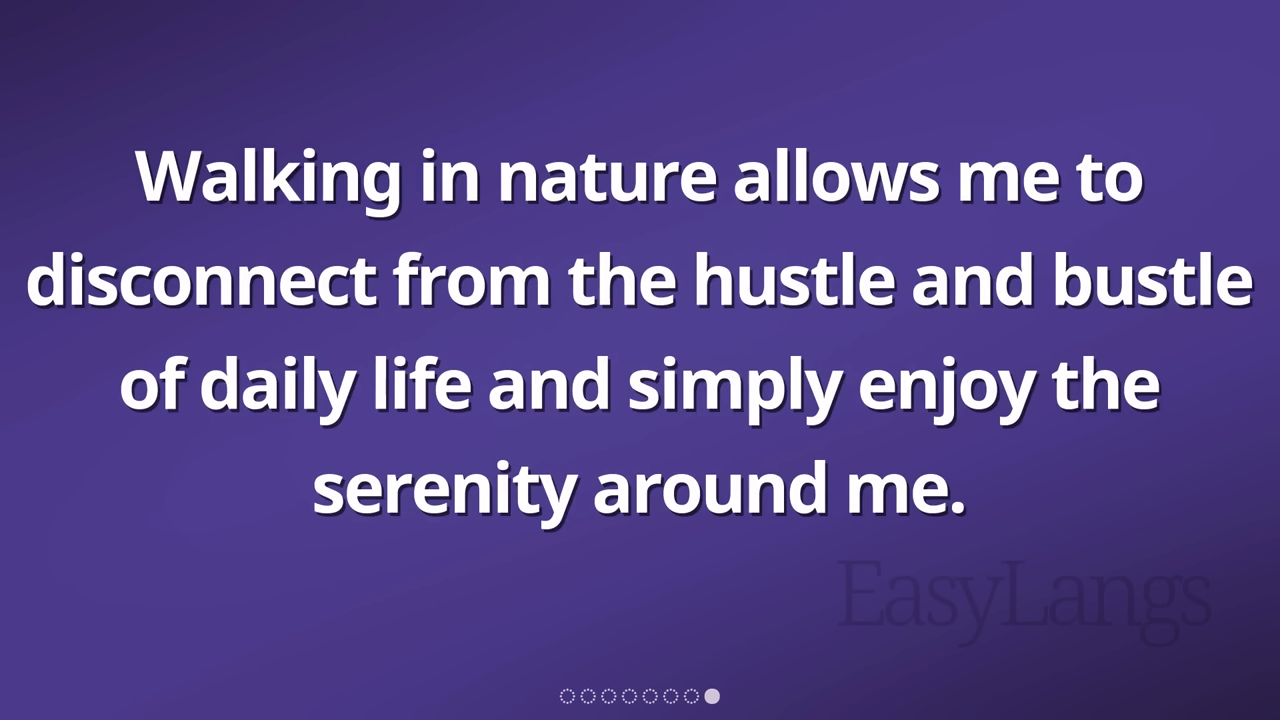 Walking in nature allows me to
disconnect from the hustle and bustle
of daily life and simply enjoy the
serenity around me.
EasyLangs